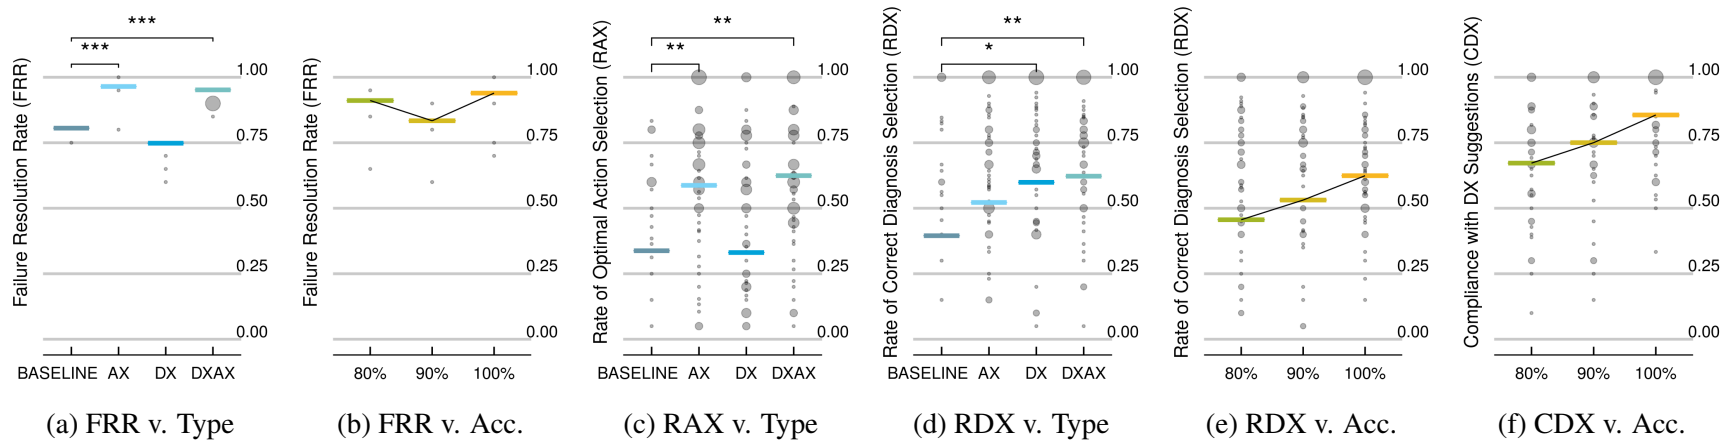 Failure Resolution Rate (FRR)
***
***
1.00
0.75
0.50
0.25
0.00
BASELINE AX DX DXAX
(a) FRR v. Type
Failure Resolution Rate (FRR)
1.00
0.75
0.50
0.25
0.00
80% 90% 100%
(b) FRR v. Acc.
Rate of Optimal Action Selection (RAX)
**
**
1.00
0.75
0.50
0.25
0.00
BASELINE AX DX DXAX
(c) RAX v. Type
Rate of Correct Diagnosis Selection (RDX)
**
*
1.00
0.75
0.50
0.25
0.00
BASELINE AX DX DXAX
(d) RDX v. Type
Rate of Correct Diagnosis Selection (RDX)
1.00
0.75
0.50
0.25
0.00
80% 90% 100%
(e) RDX v. Acc.
Compliance with DX Suggestions (CDX)
1.00
0.75
0.50
0.25
0.00
80% 90% 100%
(f) CDX v. Acc.